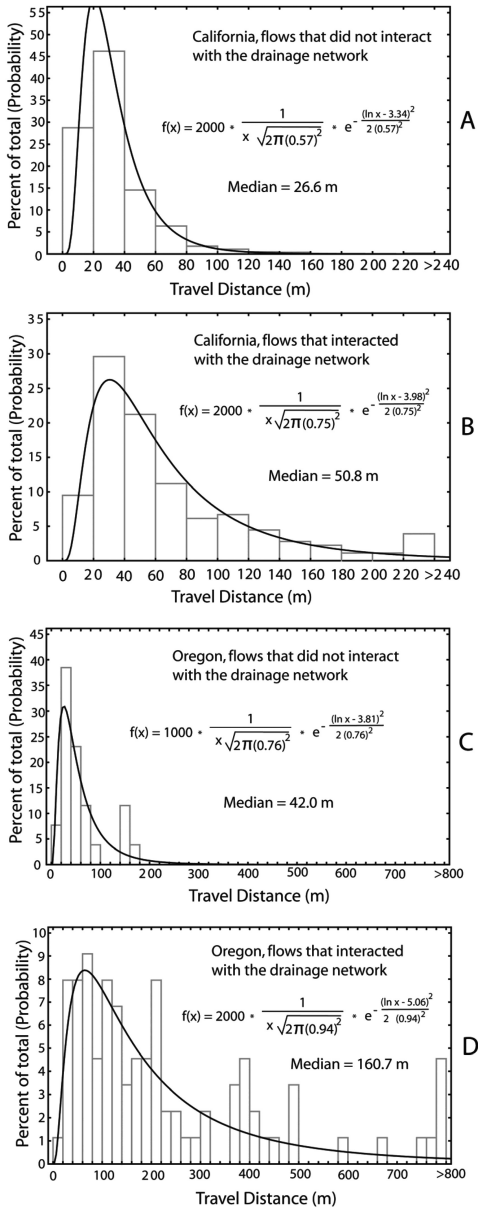 55
50
45
40
35
30
25
20
15
10
5
0
Percent of total (Probability)
California, flows that did not interact
with the drainage network
f(x) = 2000 * 1 / x √2π(0.57)² * e^- (ln x - 3.34)² / 2 (0.57)²
Median = 26.6 m
A
0 20 40 60 80 100 120 140 160 180 200 220 >240
Travel Distance (m)
35
30
25
20
15
10
5
0
Percent of total (Probability)
California, flows that interacted
with the drainage network
f(x) = 2000 * 1 / x √2π(0.75)² * e^- (ln x - 3.98)² / 2 (0.75)²
Median = 50.8 m
B
0 20 40 60 80 100 120 140 160 180 200 220 >240
Travel Distance (m)
45
40
35
30
25
20
15
10
5
0
Percent of total (Probability)
Oregon, flows that did not interact
with the drainage network
f(x) = 1000 * 1 / x √2π(0.76)² * e^- (ln x - 3.81)² / 2 (0.76)²
Median = 42.0 m
C
0 100 200 300 400 500 600 700 >800
Travel Distance (m)
10
9
8
7
6
5
4
3
2
1
0
Percent of total (Probability)
Oregon, flows that interacted
with the drainage network
f(x) = 2000 * 1 / x √2π(0.94)² * e^- (ln x - 5.06)² / 2 (0.94)²
Median = 160.7 m
D
0 100 200 300 400 500 600 700 >800
Travel Distance (m)